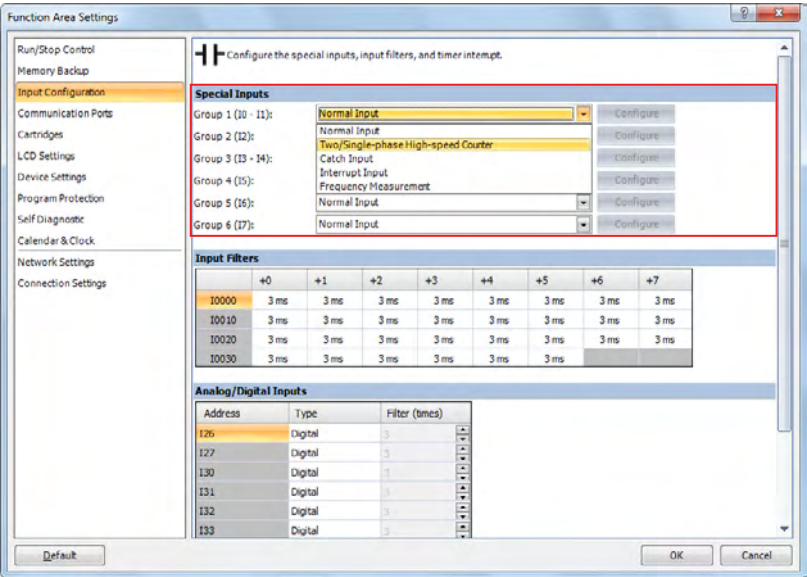 Function Area Settings
?
Run/Stop Control
Memory Backup
Input Configuration
Communication Ports
Cartridges
LCD Settings
Device Settings
Program Protection
Self Diagnostic
Calendar & Clock
Network Settings
Connection Settings
Configure the special inputs, input filters, and timer interrupt.
Special Inputs
Group 1 (I0 - I1): Normal Input Configure
Group 2 (I2): Configure
Group 3 (I3 - I4): Configure
Group 4 (I5): Configure
Normal Input
Two/Single-phase High-speed Counter
Catch Input
Interrupt Input
Frequency Measurement
Group 5 (I6): Normal Input Configure
Group 6 (I7): Normal Input Configure
Input Filters
+0 +1 +2 +3 +4 +5 +6 +7
I0000 3 ms 3 ms 3 ms 3 ms 3 ms 3 ms 3 ms 3 ms
I0010 3 ms 3 ms 3 ms 3 ms 3 ms 3 ms 3 ms 3 ms
I0020 3 ms 3 ms 3 ms 3 ms 3 ms 3 ms 3 ms 3 ms
I0030 3 ms 3 ms 3 ms 3 ms 3 ms 3 ms
Analog/Digital Inputs
Address Type Filter (times)
I26 Digital 3
I27 Digital 3
I30 Digital 3
I31 Digital 3
I32 Digital 3
I33 Digital 3
Default OK Cancel